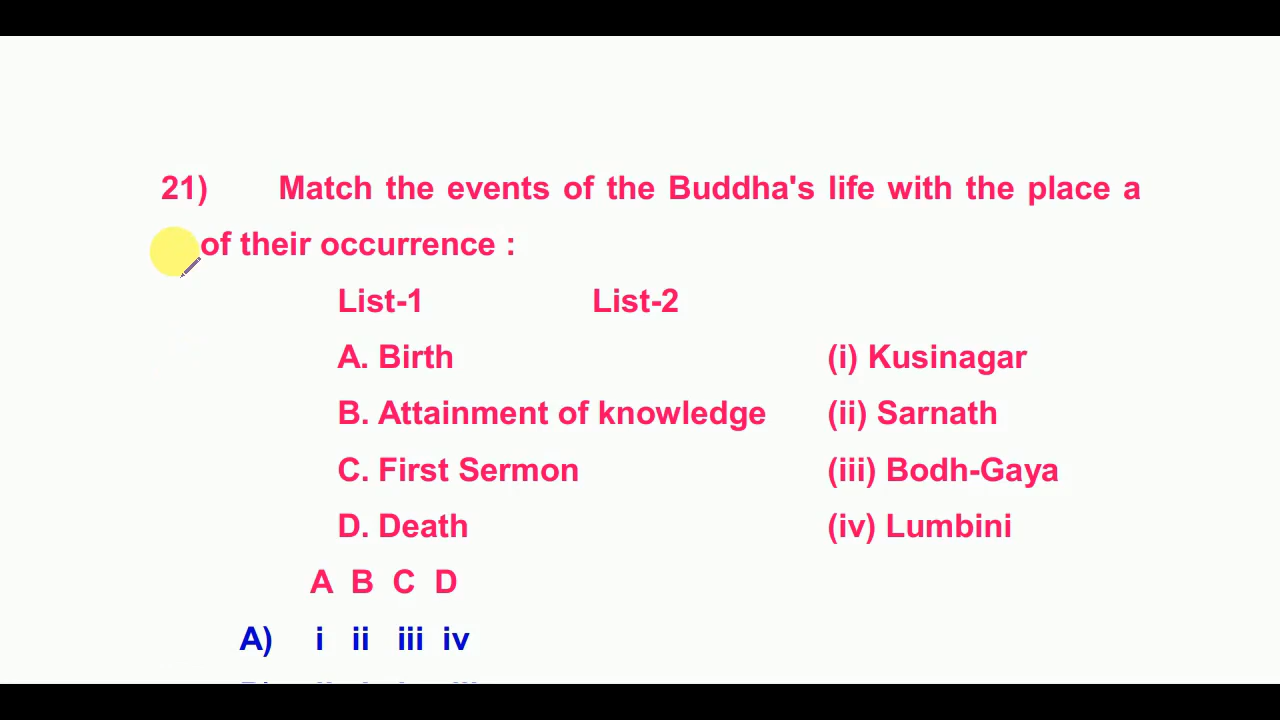 21) Match the events of the Buddha's life with the place a
of their occurrence :
List-1 List-2
A. Birth (i) Kusinagar
B. Attainment of knowledge (ii) Sarnath
C. First Sermon (iii) Bodh-Gaya
D. Death (iv) Lumbini
A B C D
A) i ii iii iv